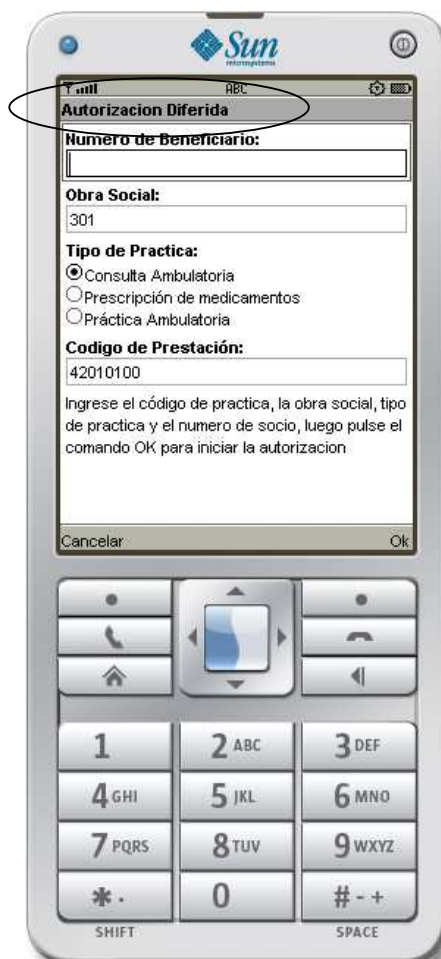 Sun
microsystems
ABC
Autorizacion Diferida
Numero de Beneficiario:
Obra Social:
301
Tipo de Practica:
Consulta Ambulatoria
Prescripción de medicamentos
Práctica Ambulatoria
Codigo de Prestación:
42010100
Ingrese el código de practica, la obra social, tipo
de practica y el numero de socio, luego pulse el
comando OK para iniciar la autorizacion
Cancelar Ok
1 2 ABC 3 DEF
4 GHI 5 JKL 6 MNO
7 PQRS 8 TUV 9 WXYZ
* . 0 # - +
SHIFT SPACE